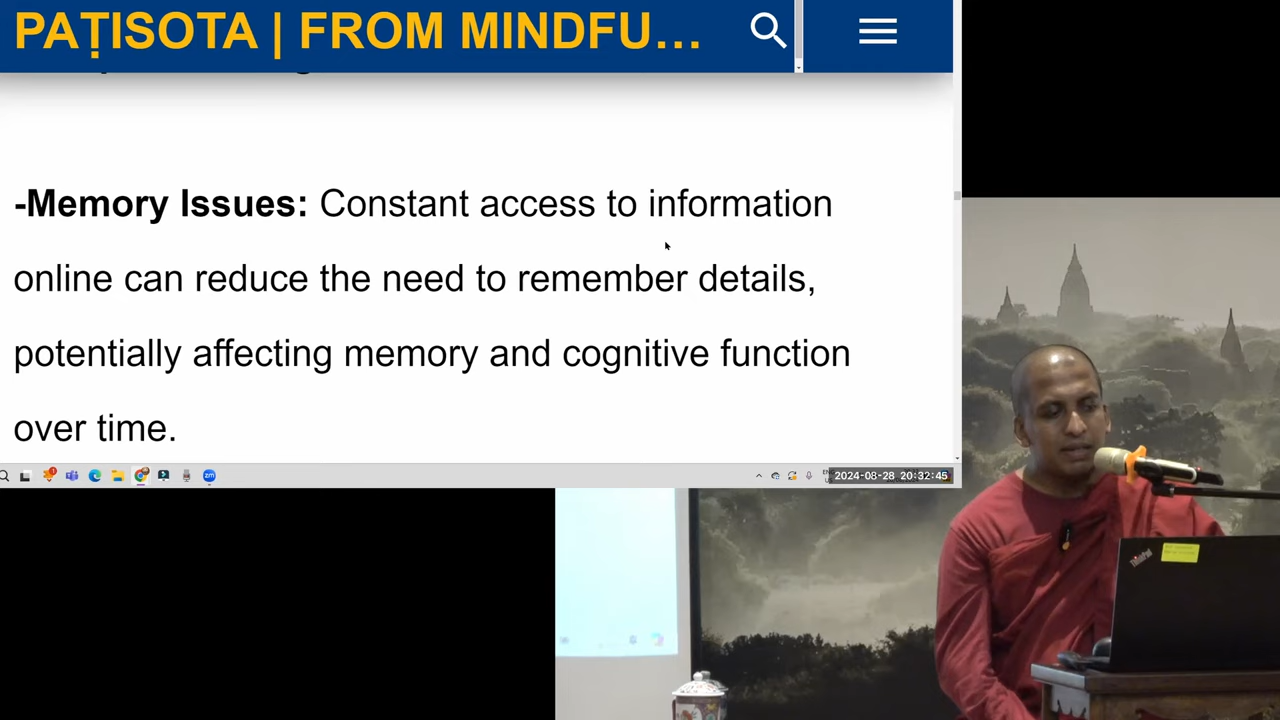 PAṬISOTA | FROM MINDFU...
-Memory Issues: Constant access to information
online can reduce the need to remember details,
potentially affecting memory and cognitive function
over time.
2024-08-28 20:32:45
ThinkPad